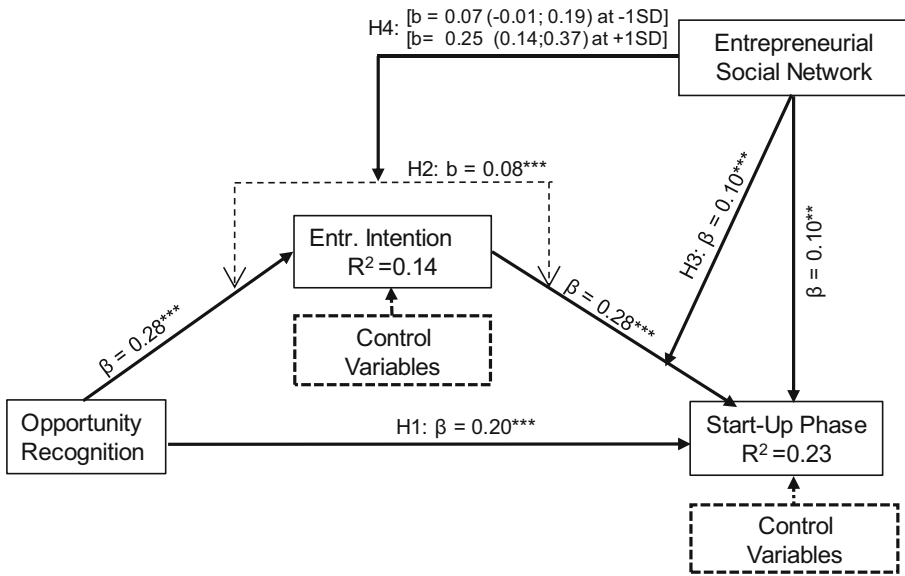 H4: [b = 0.07 (-0.01; 0.19) at -1SD]
[b= 0.25 (0.14;0.37) at +1SD]
Entrepreneurial
Social Network
H2: b = 0.08***
Entr. Intention
R²=0.14
H3: β = 0.10***
β = 0.10**
β = 0.28***
β = 0.28***
Control
Variables
Opportunity
Recognition
H1: β = 0.20***
Start-Up Phase
R²=0.23
Control
Variables